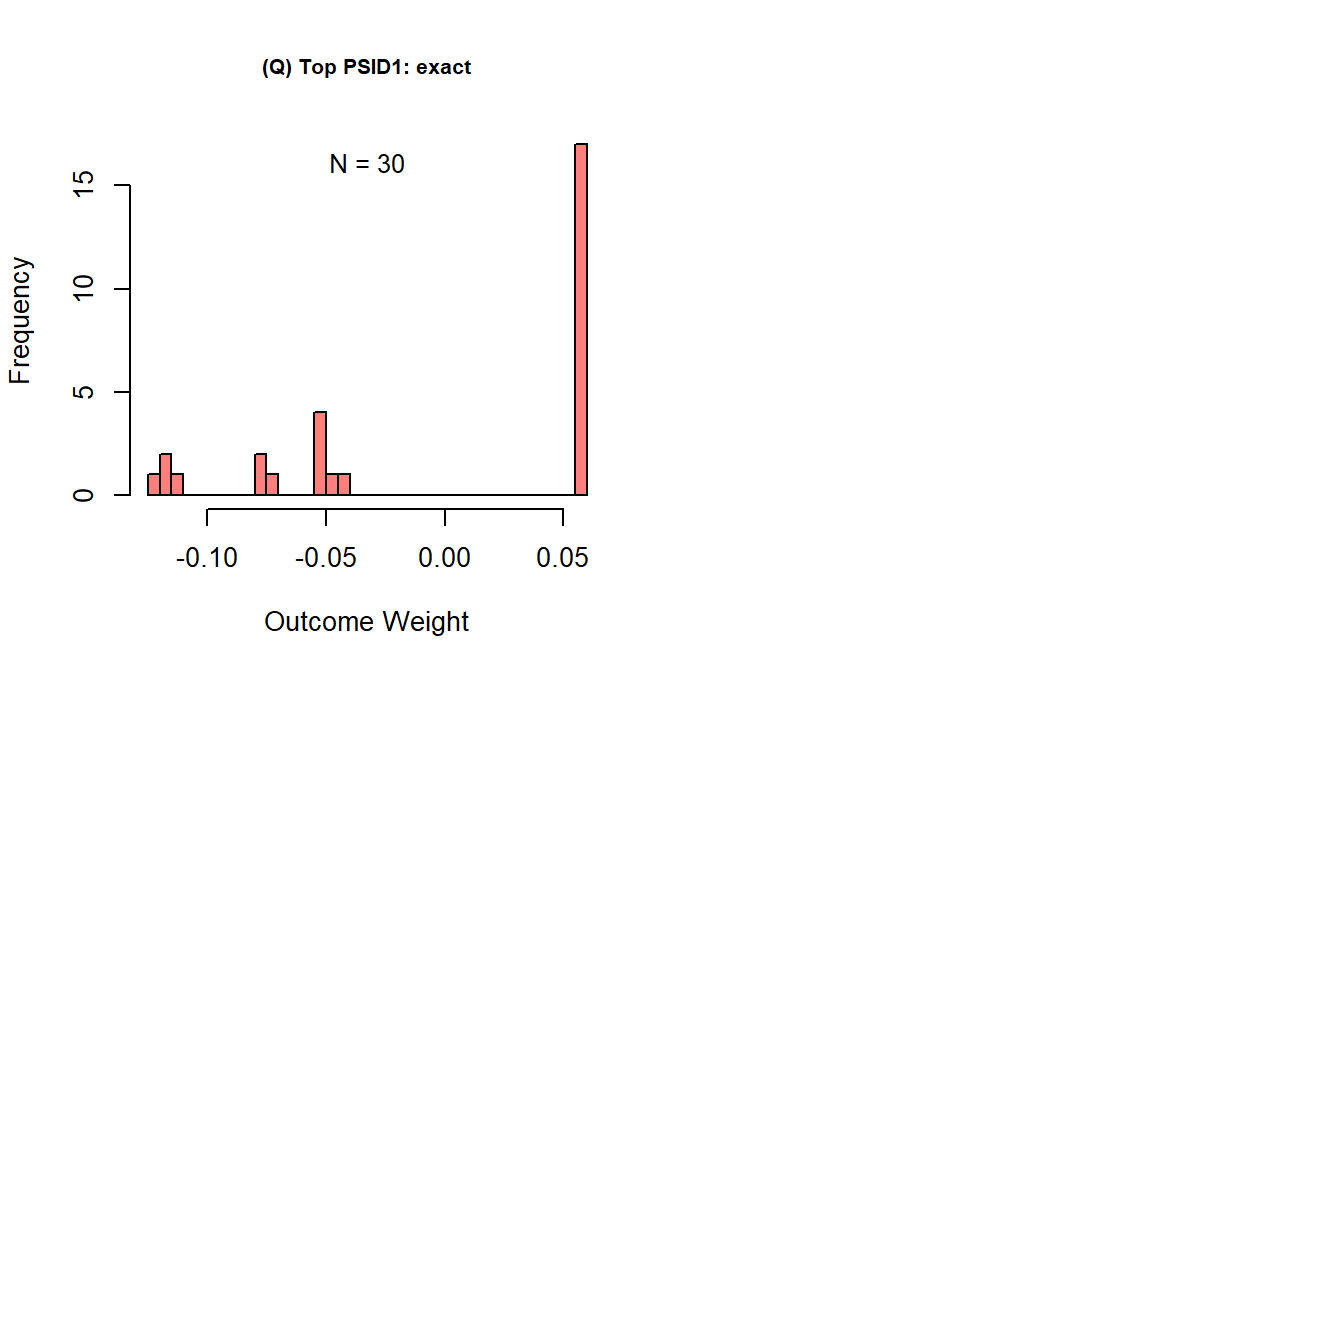 (Q) Top PSID1: exact
N = 30
15
10
5
0
Frequency
-0.10 -0.05 0.00 0.05
Outcome Weight